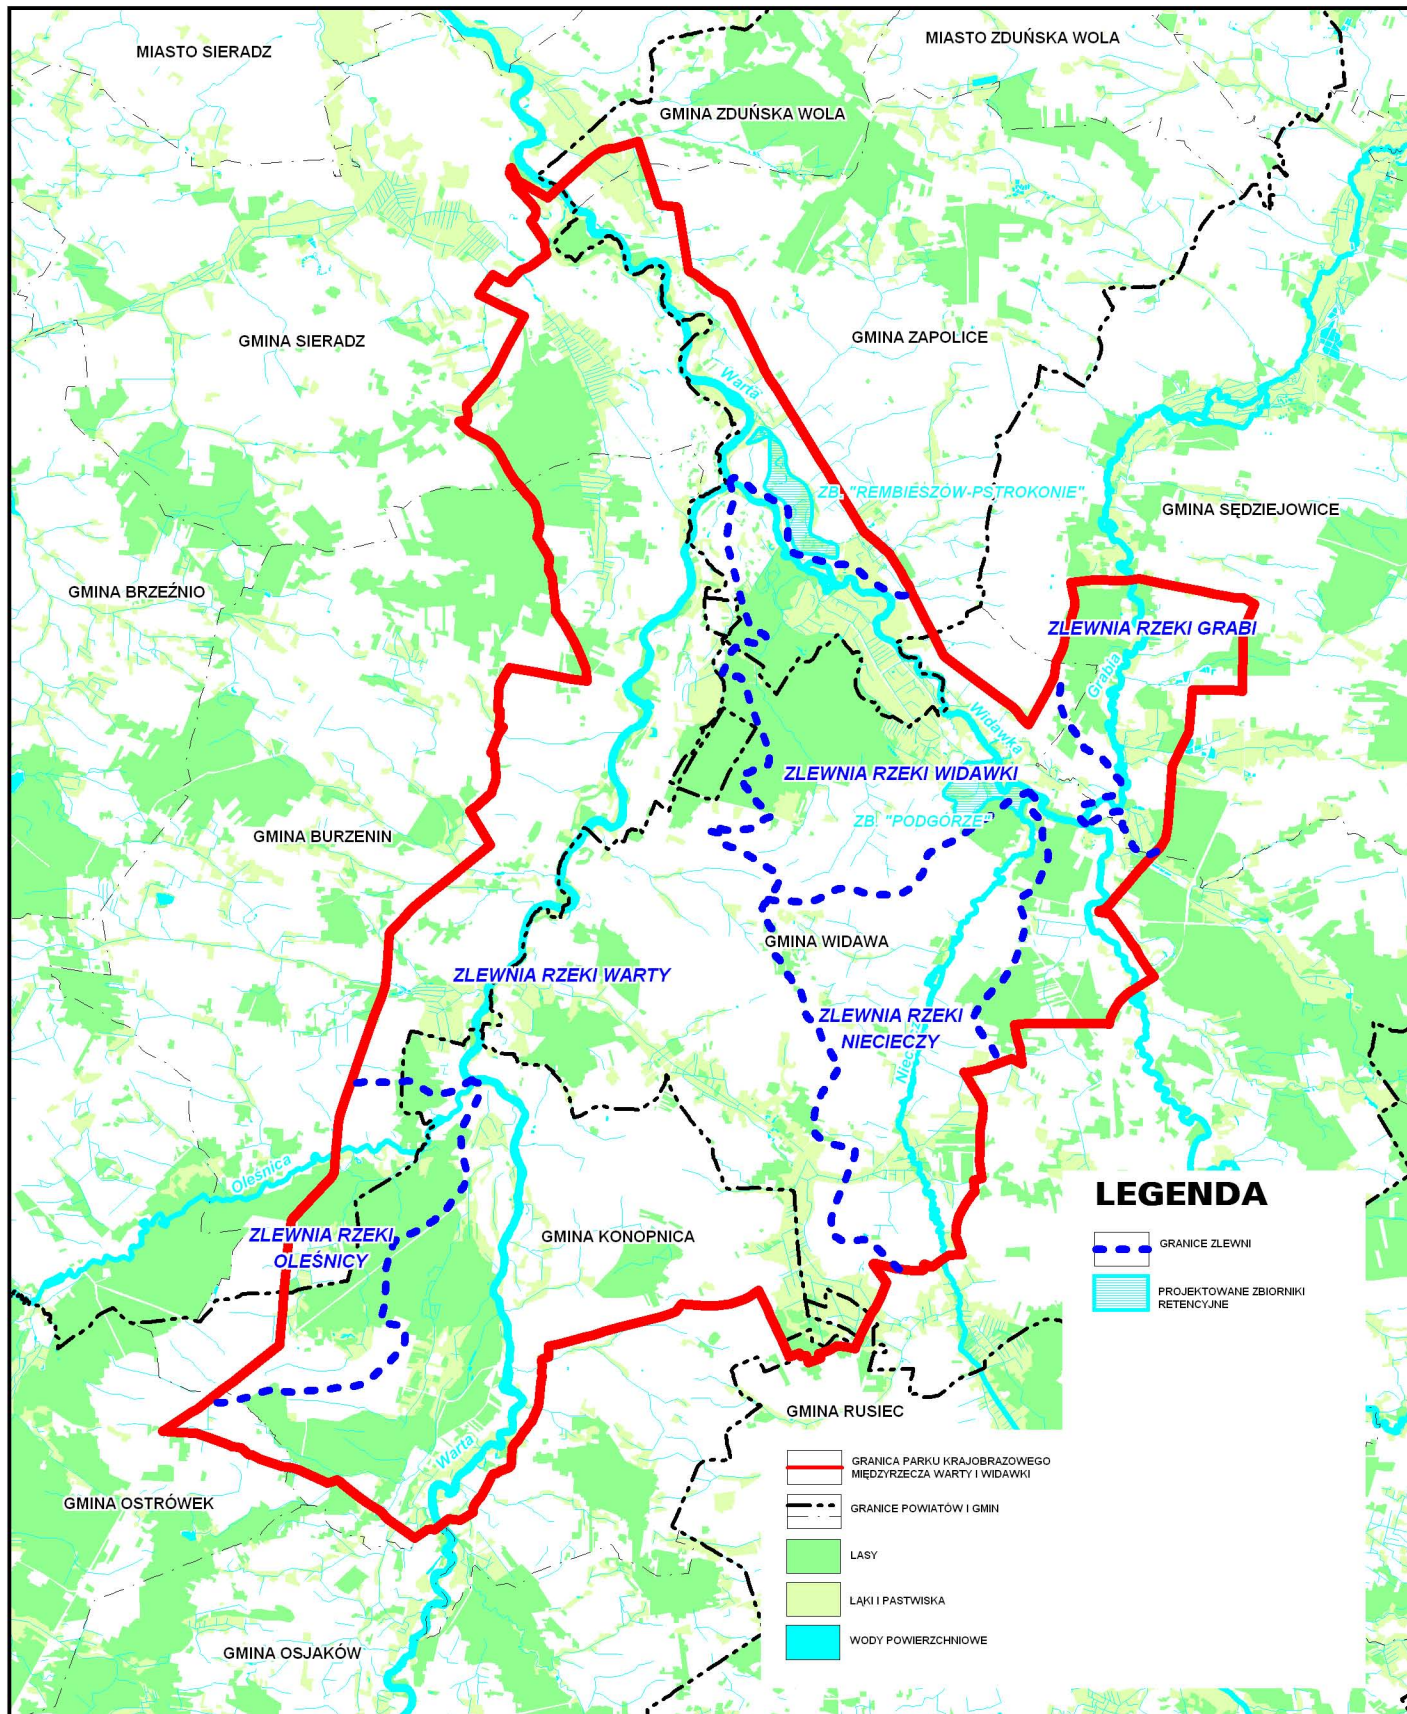 MIASTO SIERADZ
MIASTO ZDUŃSKA WOLA
GMINA ZDUŃSKA WOLA
GMINA SIERADZ
GMINA ZAPOLICE
Warta
ZB. "REMBIESZÓW-PSTROKONIE"
GMINA SĘDZIEJOWICE
GMINA BRZEŹNIO
ZLEWNIA RZEKI GRABI
Grabia
Widawka
ZLEWNIA RZEKI WIDAWKI
ZB. "PODGÓRZE"
GMINA BURZENIN
GMINA WIDAWA
ZLEWNIA RZEKI WARTY
ZLEWNIA RZEKI
NIECIECZY
Oleśnica
ZLEWNIA RZEKI
OLEŚNICY
GMINA KONOPNICA
LEGENDA
GRANICE ZLEWNI
PROJEKTOWANE ZBIORNIKI
RETENCYJNE
GMINA RUSIEC
Warta
GMINA OSTRÓWEK
GRANICA PARKU KRAJOBRAZOWEGO
MIĘDZYRZECZA WARTY I WIDAWKI
GRANICE POWIATÓW I GMIN
LASY
ŁĄKI I PASTWISKA
WODY POWIERZCHNIOWE
GMINA OSJAKÓW